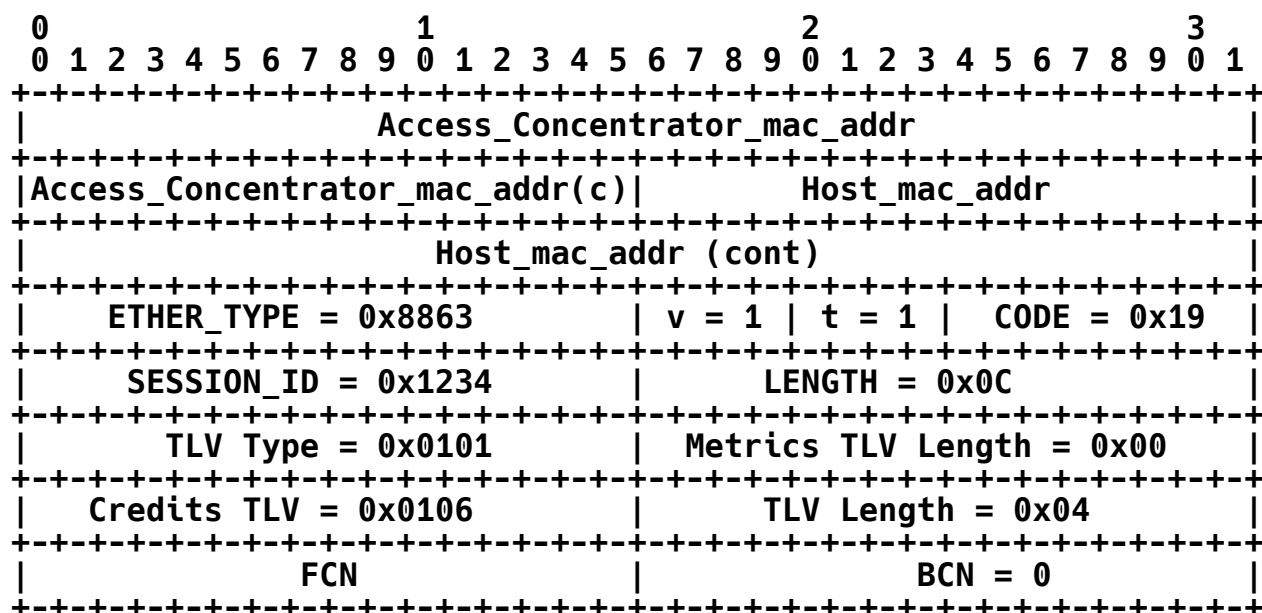 0                   1                   2                   3
 0 1 2 3 4 5 6 7 8 9 0 1 2 3 4 5 6 7 8 9 0 1 2 3 4 5 6 7 8 9 0 1
+-+-+-+-+-+-+-+-+-+-+-+-+-+-+-+-+-+-+-+-+-+-+-+-+-+-+-+-+-+-+-+-+
|                  Access_Concentrator_mac_addr                 |
+-+-+-+-+-+-+-+-+-+-+-+-+-+-+-+-+-+-+-+-+-+-+-+-+-+-+-+-+-+-+-+-+
|Access_Concentrator_mac_addr(c)|        Host_mac_addr          |
+-+-+-+-+-+-+-+-+-+-+-+-+-+-+-+-+-+-+-+-+-+-+-+-+-+-+-+-+-+-+-+-+
|                     Host_mac_addr (cont)                      |
+-+-+-+-+-+-+-+-+-+-+-+-+-+-+-+-+-+-+-+-+-+-+-+-+-+-+-+-+-+-+-+-+
|    ETHER_TYPE = 0x8863        | v = 1 | t = 1 |  CODE = 0x19  |
+-+-+-+-+-+-+-+-+-+-+-+-+-+-+-+-+-+-+-+-+-+-+-+-+-+-+-+-+-+-+-+-+
|     SESSION_ID = 0x1234       |      LENGTH = 0x0C            |
+-+-+-+-+-+-+-+-+-+-+-+-+-+-+-+-+-+-+-+-+-+-+-+-+-+-+-+-+-+-+-+-+
|       TLV Type = 0x0101       |  Metrics TLV Length = 0x00    |
+-+-+-+-+-+-+-+-+-+-+-+-+-+-+-+-+-+-+-+-+-+-+-+-+-+-+-+-+-+-+-+-+
|   Credits TLV = 0x0106        |      TLV Length = 0x04        |
+-+-+-+-+-+-+-+-+-+-+-+-+-+-+-+-+-+-+-+-+-+-+-+-+-+-+-+-+-+-+-+-+
|              FCN              |              BCN = 0          |
+-+-+-+-+-+-+-+-+-+-+-+-+-+-+-+-+-+-+-+-+-+-+-+-+-+-+-+-+-+-+-+-+